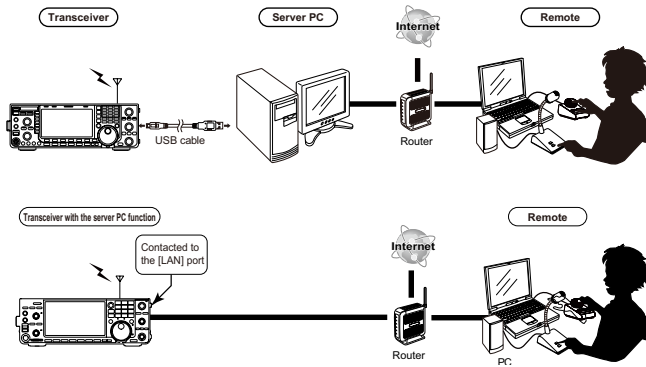 Transceiver
Server PC
Internet
Remote
USB cable
Router
Transceiver with the server PC function
Contacted to
the [LAN] port
Internet
Remote
Router
PC